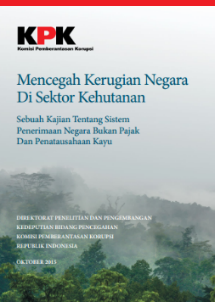 KPK
Komisi Pemberantasan Korupsi
Mencegah Kerugian Negara
Di Sektor Kehutanan
Sebuah Kajian Tentang Sistem
Penerimaan Negara Bukan Pajak
Dan Penatausahaan Kayu
DIREKTORAT PENELITIAN DAN PENGEMBANGAN
KEDEPUTIAN BIDANG PENCEGAHAN
KOMISI PEMBERANTASAN KORUPSI
REPUBLIK INDONESIA
OKTOBER 2015